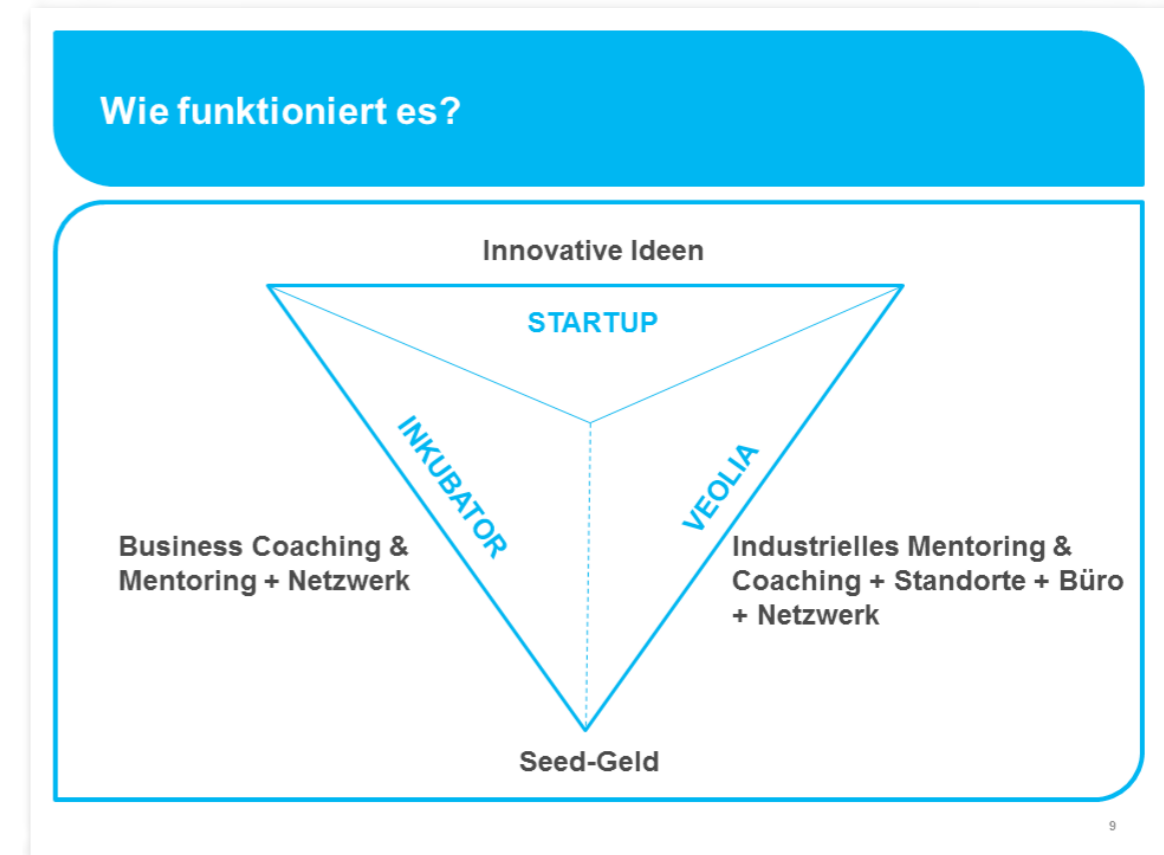 Wie funktioniert es?
Innovative Ideen
STARTUP
INKUBATOR
VEOLIA
Business Coaching &
Mentoring + Netzwerk
Industrielles Mentoring &
Coaching + Standorte + Büro
+ Netzwerk
Seed-Geld
9